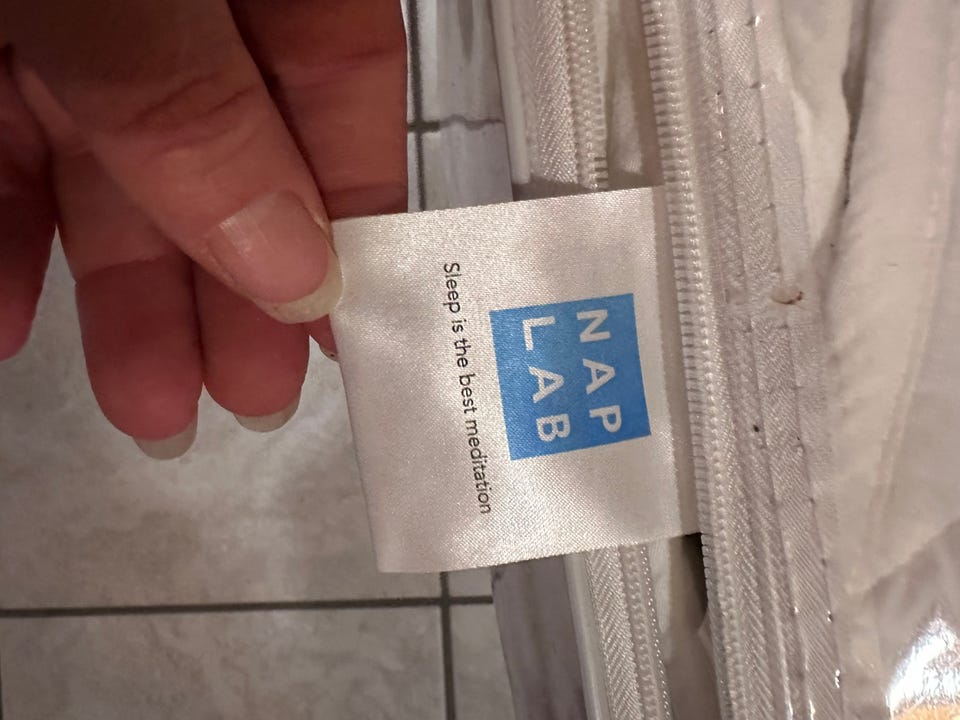 NAP
LAB
Sleep is the best meditation